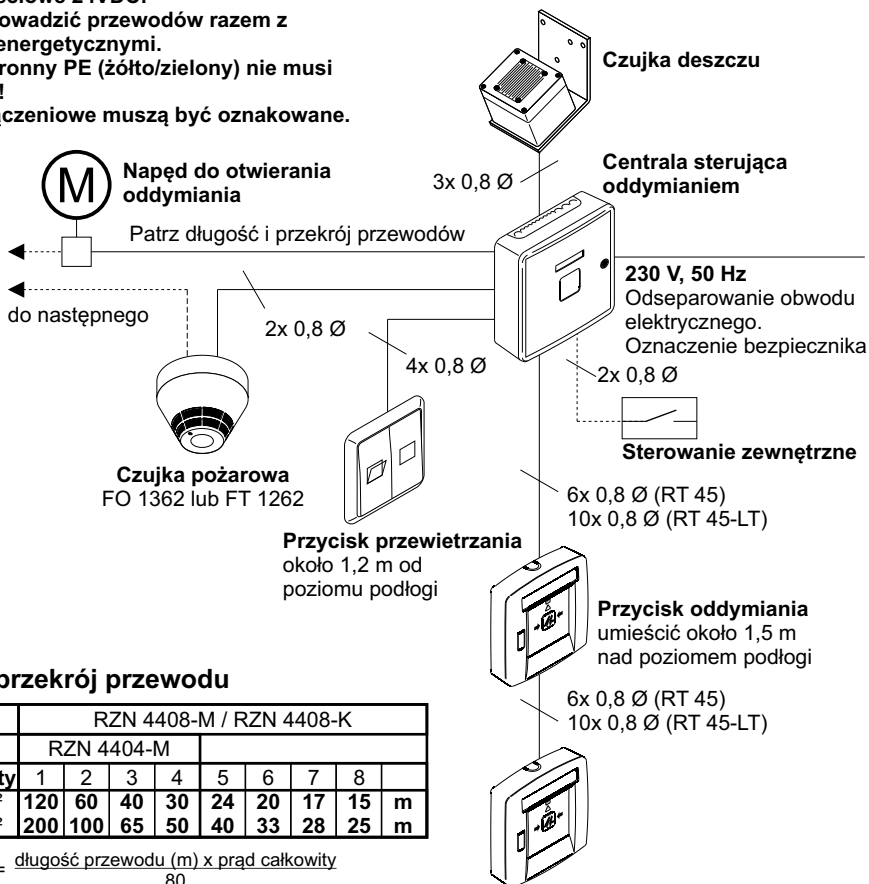 owadzić przewodów razem z
energetycznymi.
ronny PE (żółto/zielony) nie musi
!
czeniowe muszą być oznakowane.
Czujka deszczu
Napęd do otwierania
oddymiania
3x 0,8 Ø
Centrala sterująca
oddymianiem
Patrz długość i przekrój przewodów
do następnego
2x 0,8 Ø
4x 0,8 Ø
230 V, 50 Hz
Odseparowanie obwodu
elektrycznego.
Oznaczenie bezpiecznika
2x 0,8 Ø
Sterowanie zewnętrzne
M
Czujka pożarowa
FO 1362 lub FT 1262
Przycisk przewietrzania
około 1,2 m od
poziomu podłogi
6x 0,8 Ø (RT 45)
10x 0,8 Ø (RT 45-LT)
Przycisk oddymiania
umieścić około 1,5 m
nad poziomem podłogi
6x 0,8 Ø (RT 45)
10x 0,8 Ø (RT 45-LT)
przekrój przewodu
RZN 4408-M / RZN 4408-K
RZN 4404-M
ty 1 2 3 4 5 6 7 8
² 120 60 40 30 24 20 17 15 m
² 200 100 65 50 40 33 28 25 m
= długość przewodu (m) x prąd całkowity
80